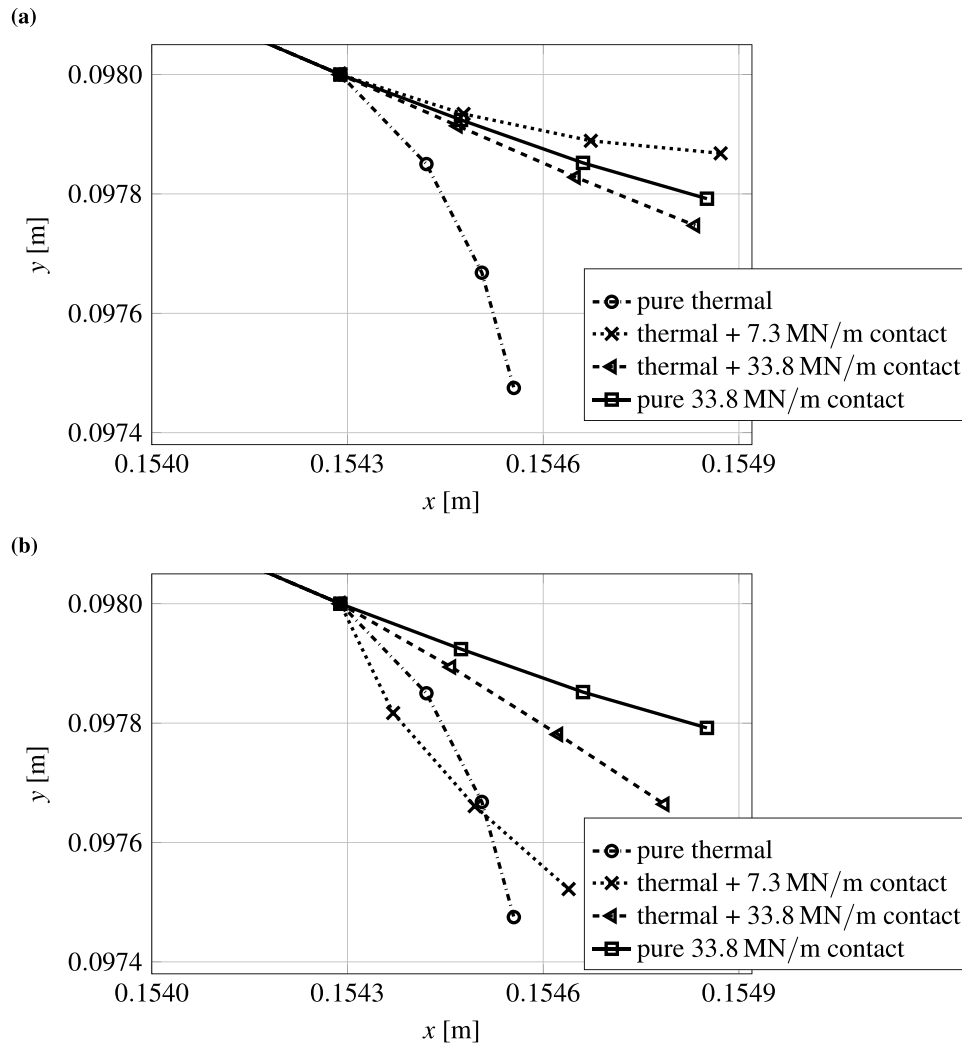 (a)
0.0980
0.0978
0.0976
0.0974
y [m]
pure thermal
thermal + 7.3 MN/m contact
thermal + 33.8 MN/m contact
pure 33.8 MN/m contact
0.1540
0.1543
0.1546
0.1549
x [m]
(b)
0.0980
0.0978
0.0976
0.0974
y [m]
pure thermal
thermal + 7.3 MN/m contact
thermal + 33.8 MN/m contact
pure 33.8 MN/m contact
0.1540
0.1543
0.1546
0.1549
x [m]